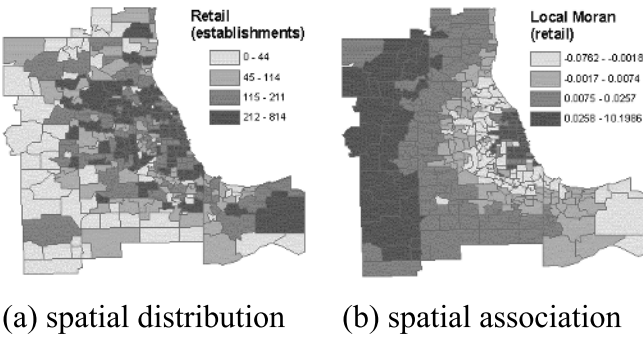 Retail
(establishments)
0 - 44
45 - 114
115 - 211
212 - 814
Local Moran
(retail)
-0.0762 - -0.0018
-0.0017 - 0.0074
0.0075 - 0.0257
0.0258 - 10.1986
(a) spatial distribution
(b) spatial association